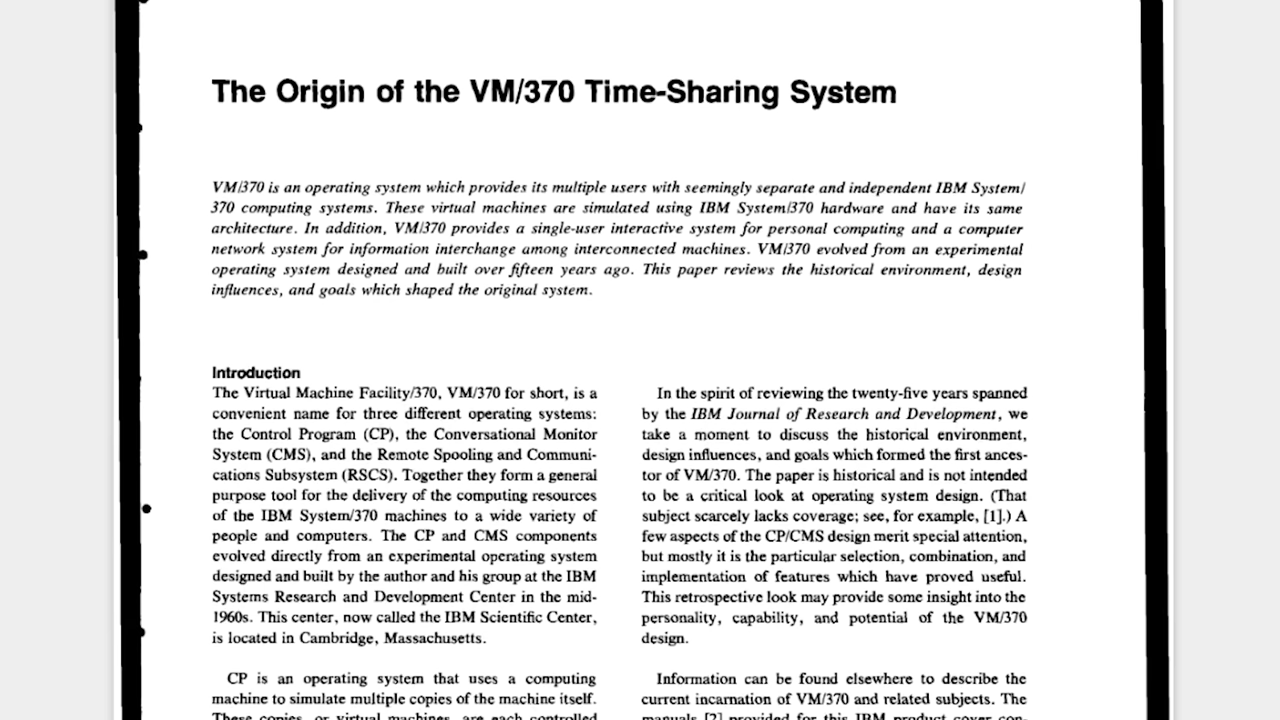 The Origin of the VM/370 Time-Sharing System
VM/370 is an operating system which provides its multiple users with seemingly separate and independent IBM System/
370 computing systems. These virtual machines are simulated using IBM System/370 hardware and have its same
architecture. In addition, VM/370 provides a single-user interactive system for personal computing and a computer
network system for information interchange among interconnected machines. VM/370 evolved from an experimental
operating system designed and built over fifteen years ago. This paper reviews the historical environment, design
influences, and goals which shaped the original system.
Introduction
The Virtual Machine Facility/370, VM/370 for short, is a
convenient name for three different operating systems:
the Control Program (CP), the Conversational Monitor
System (CMS), and the Remote Spooling and Communi-
cations Subsystem (RSCS). Together they form a general
purpose tool for the delivery of the computing resources
of the IBM System/370 machines to a wide variety of
people and computers. The CP and CMS components
evolved directly from an experimental operating system
designed and built by the author and his group at the IBM
Systems Research and Development Center in the mid-
1960s. This center, now called the IBM Scientific Center,
is located in Cambridge, Massachusetts.
CP is an operating system that uses a computing
machine to simulate multiple copies of the machine itself.
These copies, or virtual machines, are each controlled
In the spirit of reviewing the twenty-five years spanned
by the IBM Journal of Research and Development, we
take a moment to discuss the historical environment,
design influences, and goals which formed the first ances-
tor of VM/370. The paper is historical and is not intended
to be a critical look at operating system design. (That
subject scarcely lacks coverage; see, for example, [1].) A
few aspects of the CP/CMS design merit special attention,
but mostly it is the particular selection, combination, and
implementation of features which have proved useful.
This retrospective look may provide some insight into the
personality, capability, and potential of the VM/370
design.
Information can be found elsewhere to describe the
current incarnation of VM/370 and related subjects. The
manuals [2] provided for this IBM product cover con-